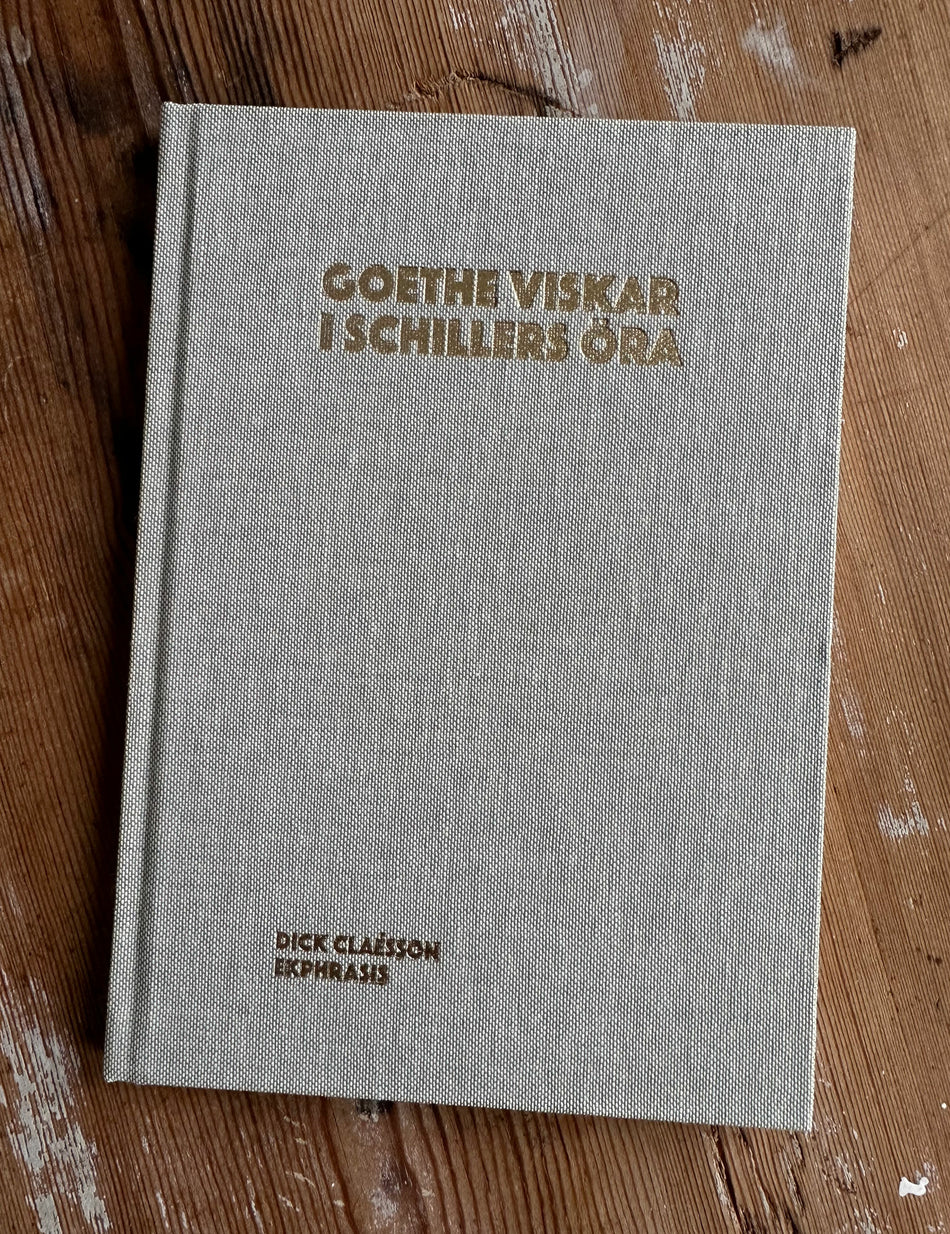 GOETHE VISKAR
I SCHILLERS ÖRA
DICK CLAÉSSON
EKPHRASIS